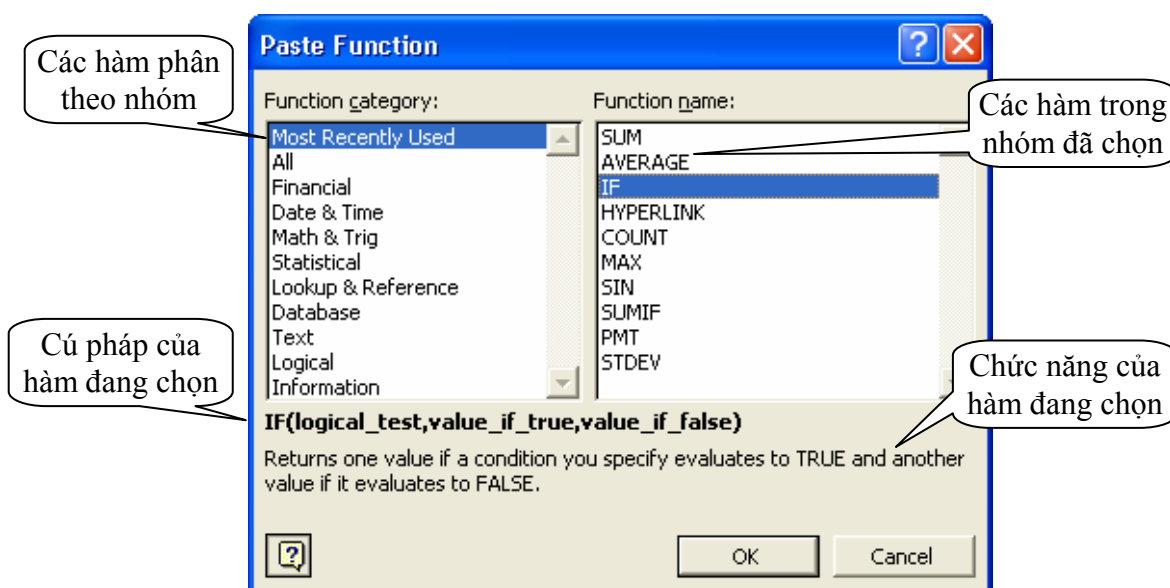 Paste Function
Các hàm phân
theo nhóm
Function category:
Most Recently Used
All
Financial
Date & Time
Math & Trig
Statistical
Lookup & Reference
Database
Text
Logical
Information
Function name:
SUM
AVERAGE
IF
HYPERLINK
COUNT
MAX
SIN
SUMIF
PMT
STDEV
Các hàm trong
nhóm đã chọn
Cú pháp của
hàm đang chọn
Chức năng của
hàm đang chọn
IF(logical_test,value_if_true,value_if_false)
Returns one value if a condition you specify evaluates to TRUE and another
value if it evaluates to FALSE.
OK
Cancel